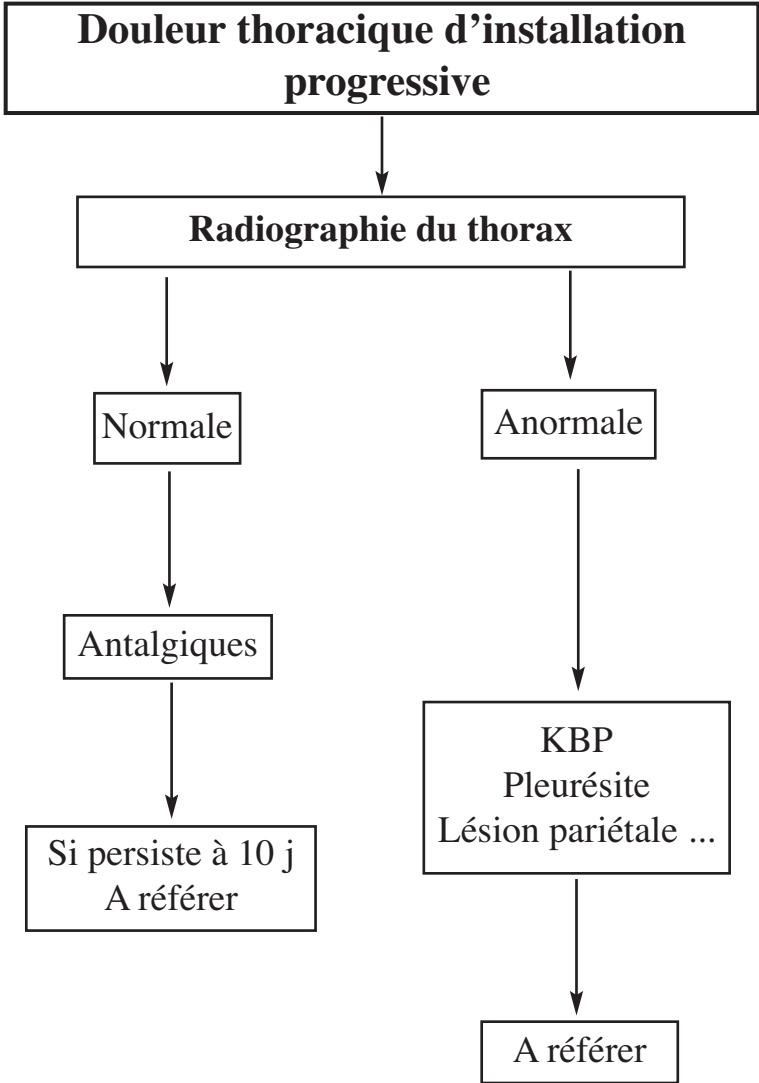 Douleur thoracique d’installation
progressive
Radiographie du thorax
Normale
Anormale
Antalgiques
KBP
Pleurésite
Lésion pariétale ...
Si persiste à 10 j
A référer
A référer